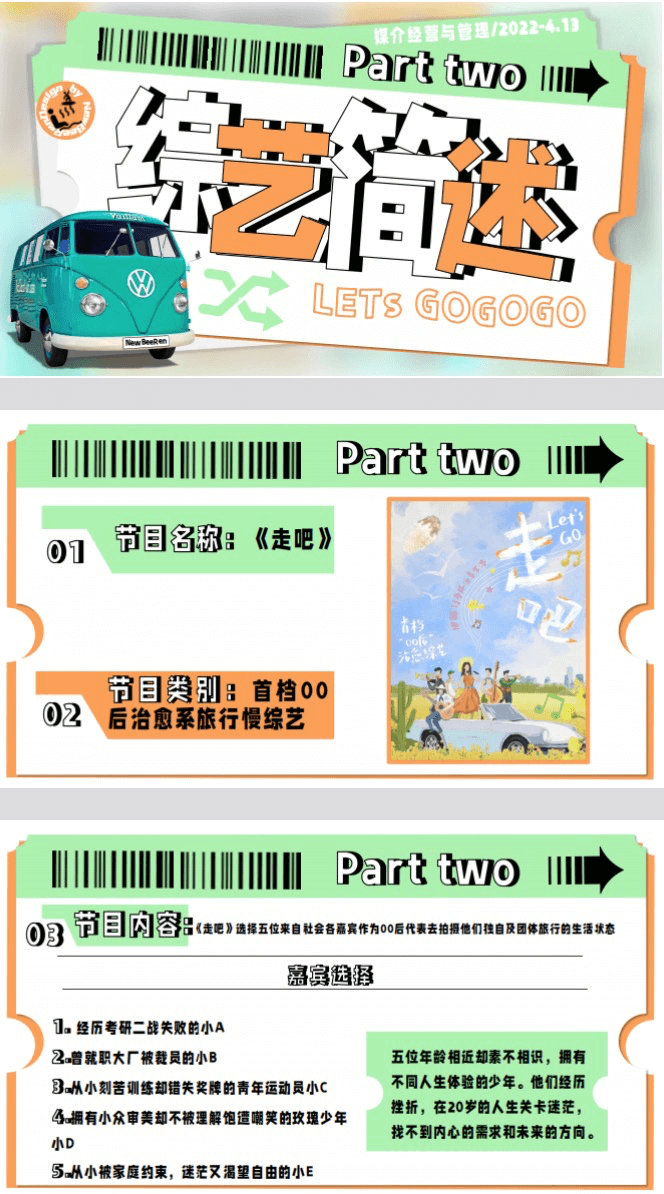 媒介经营与管理/2022-4.13
Part two
Design by NewBeeRen
综艺简述
LETs GOGOGO
New BeeRen
Part two
01
节目名称:《走吧》
Let's
GO
走吧
首档
"00后"
治愈综艺
02
节目类别:首档00
后治愈系旅行慢综艺
Part two
03 节目内容:《走吧》选择五位来自社会各嘉宾作为00后代表去拍摄他们独自及团体旅行的生活状态
嘉宾选择
1. 经历考研二战失败的小A
2.曾就职大厂被裁员的小B
3.从小刻苦训练却错失奖牌的青年运动员小C
4.拥有小众审美却不被理解饱遭嘲笑的玫瑰少年
小D
5.从小被家庭约束，迷茫又渴望自由的小E
五位年龄相近却素不相识，拥有
不同人生体验的少年。他们经历
挫折，在20岁的人生关卡迷茫，
找不到内心的需求和未来的方向。